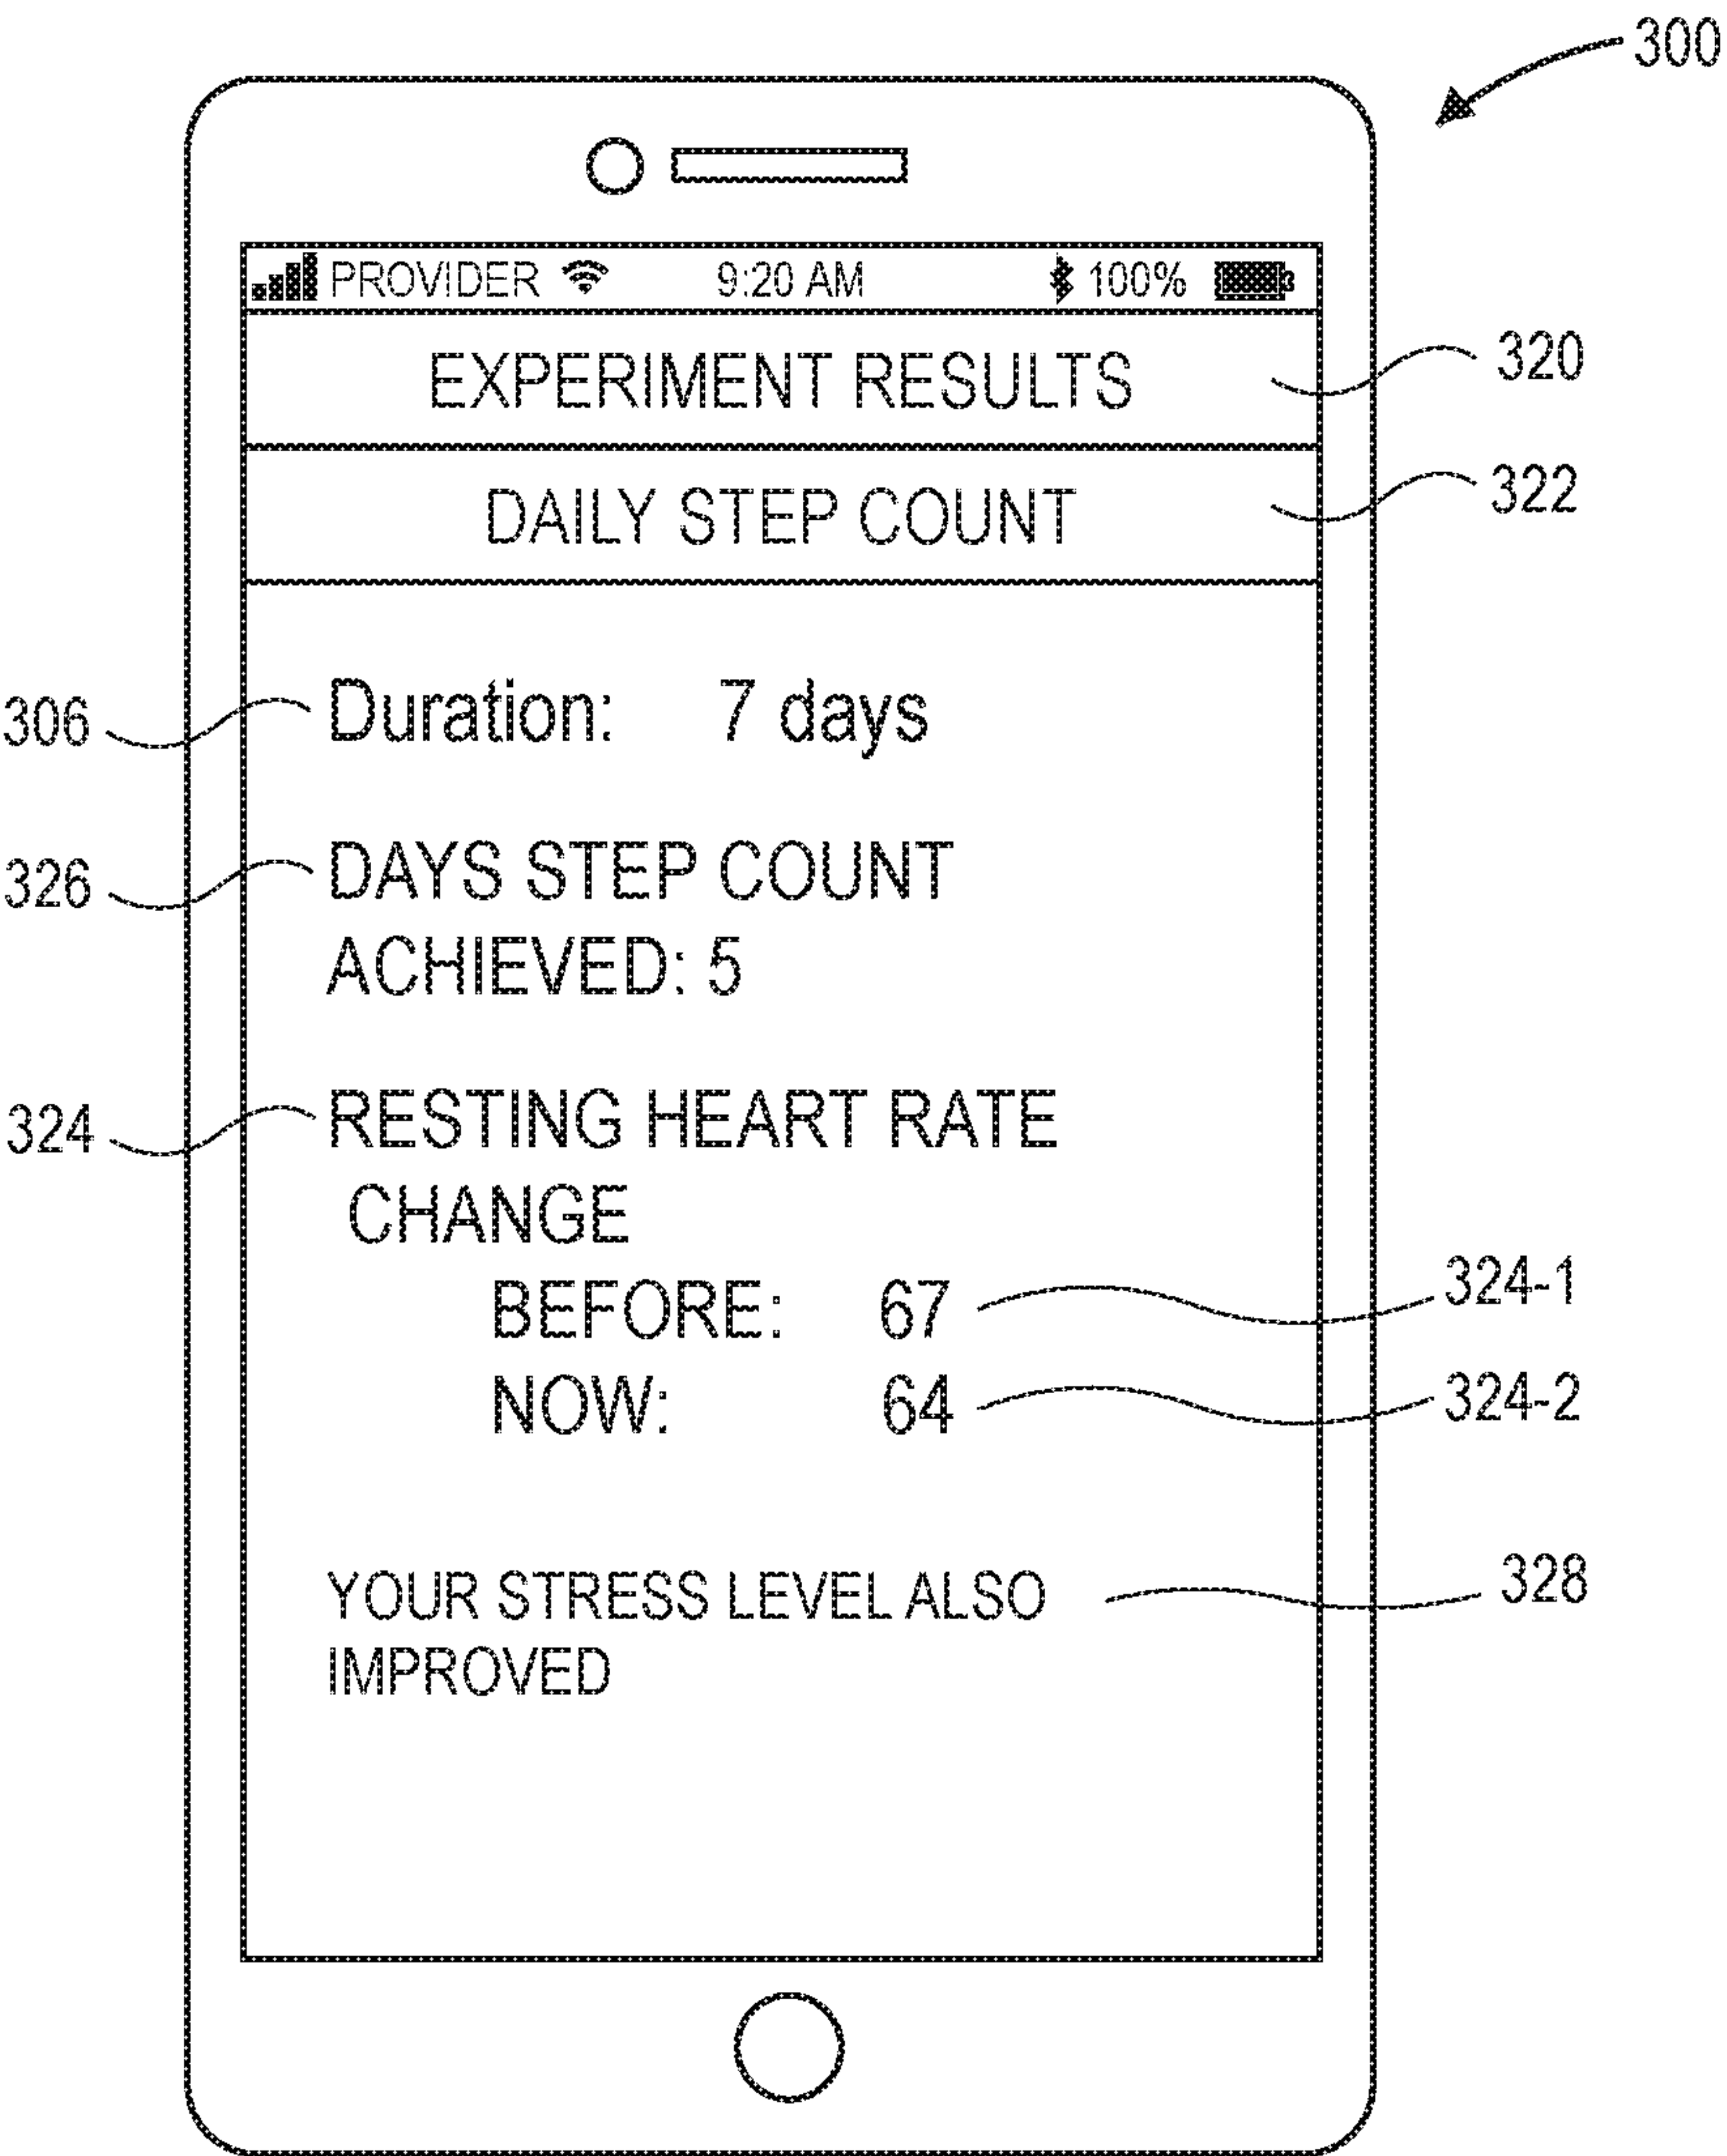 300
PROVIDER 9:20 AM 100%
EXPERIMENT RESULTS 320
DAILY STEP COUNT 322
306 Duration: 7 days
326 DAYS STEP COUNT
ACHIEVED: 5
324 RESTING HEART RATE
CHANGE
BEFORE: 67 324-1
NOW: 64 324-2
YOUR STRESS LEVEL ALSO 328
IMPROVED